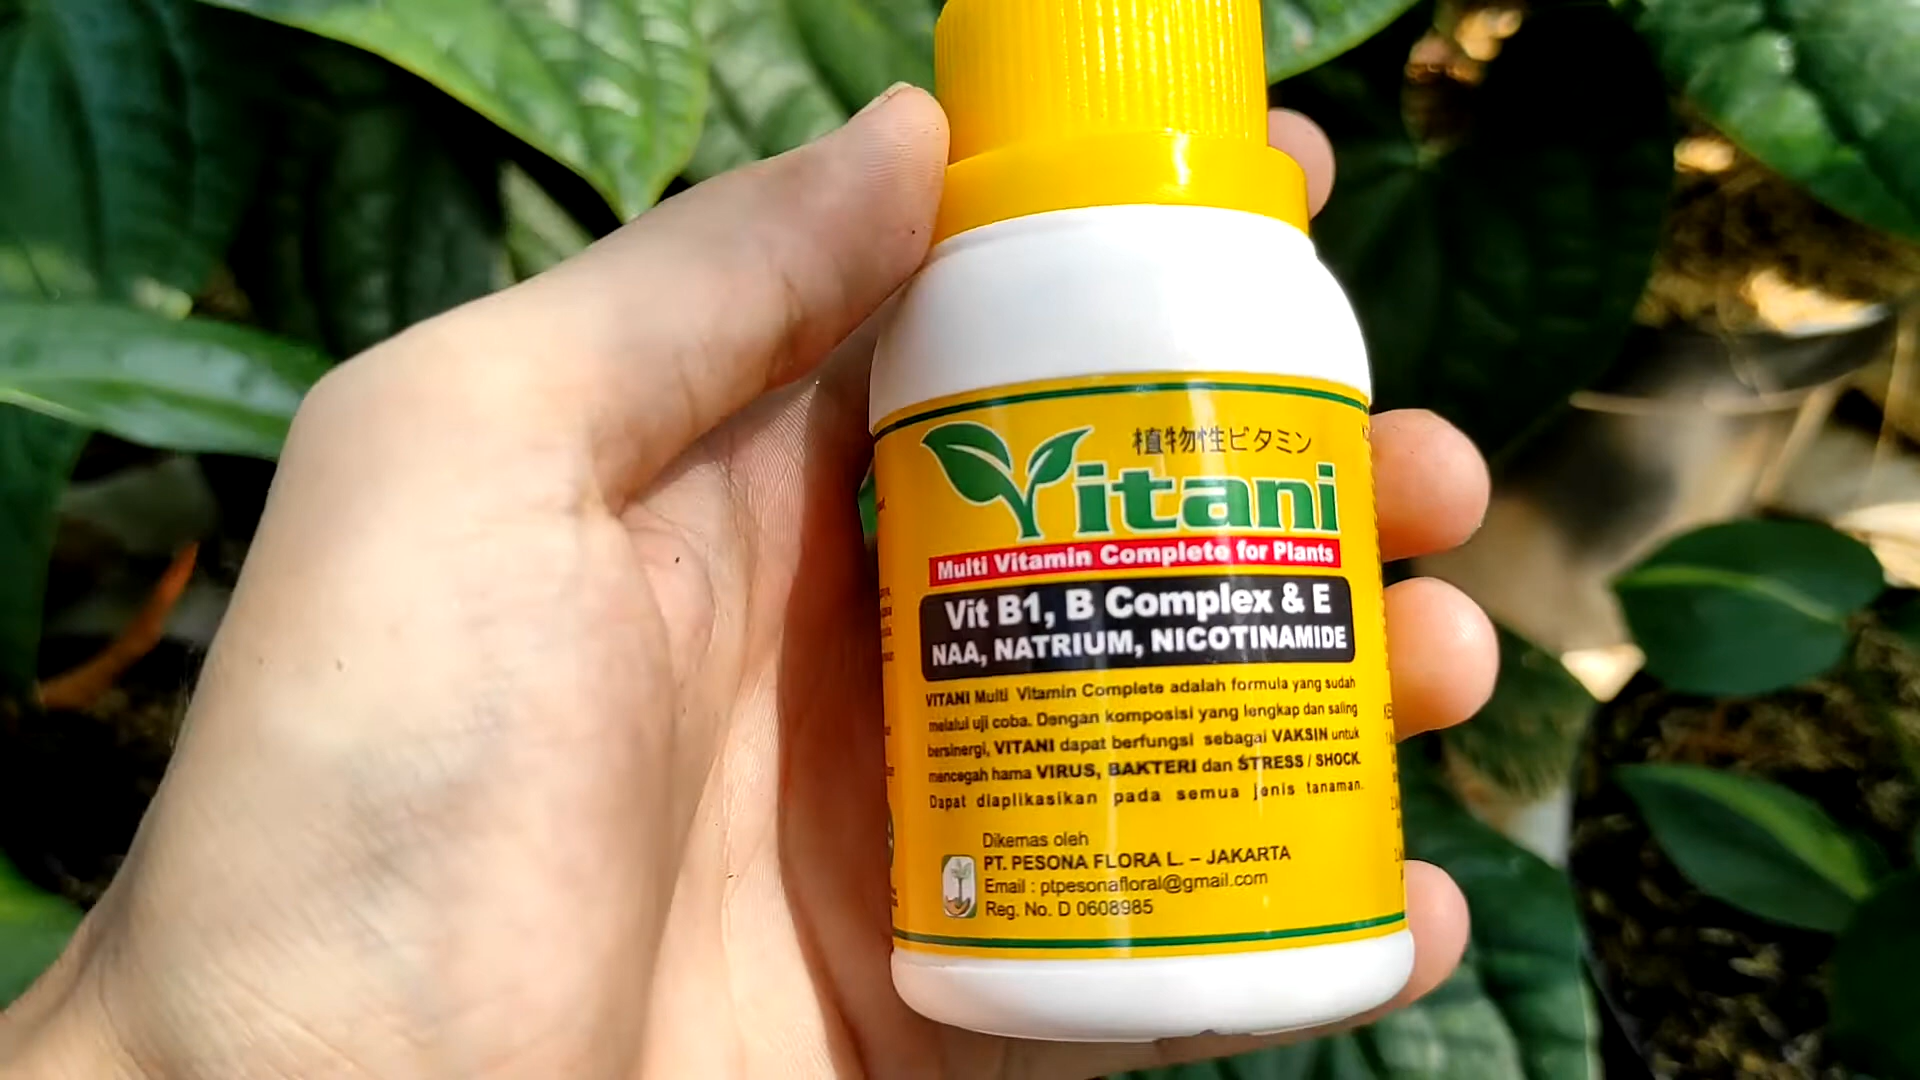 植物性ビタミン
Vitani
Multi Vitamin Complete for Plants
Vit B1, B Complex & E
NAA, NATRIUM, NICOTINAMIDE
VITANI Multi Vitamin Complete adalah formula yang sudah
melalui uji coba. Dengan komposisi yang lengkap dan saling
bersinergi, VITANI dapat berfungsi sebagai VAKSIN untuk
mencegah hama VIRUS, BAKTERI dan STRESS / SHOCK.
Dapat diaplikasikan pada semua jenis tanaman.
Dikemas oleh
PT. PESONA FLORA L. – JAKARTA
Email : ptpesonafloral@gmail.com
Reg. No. D 0608985